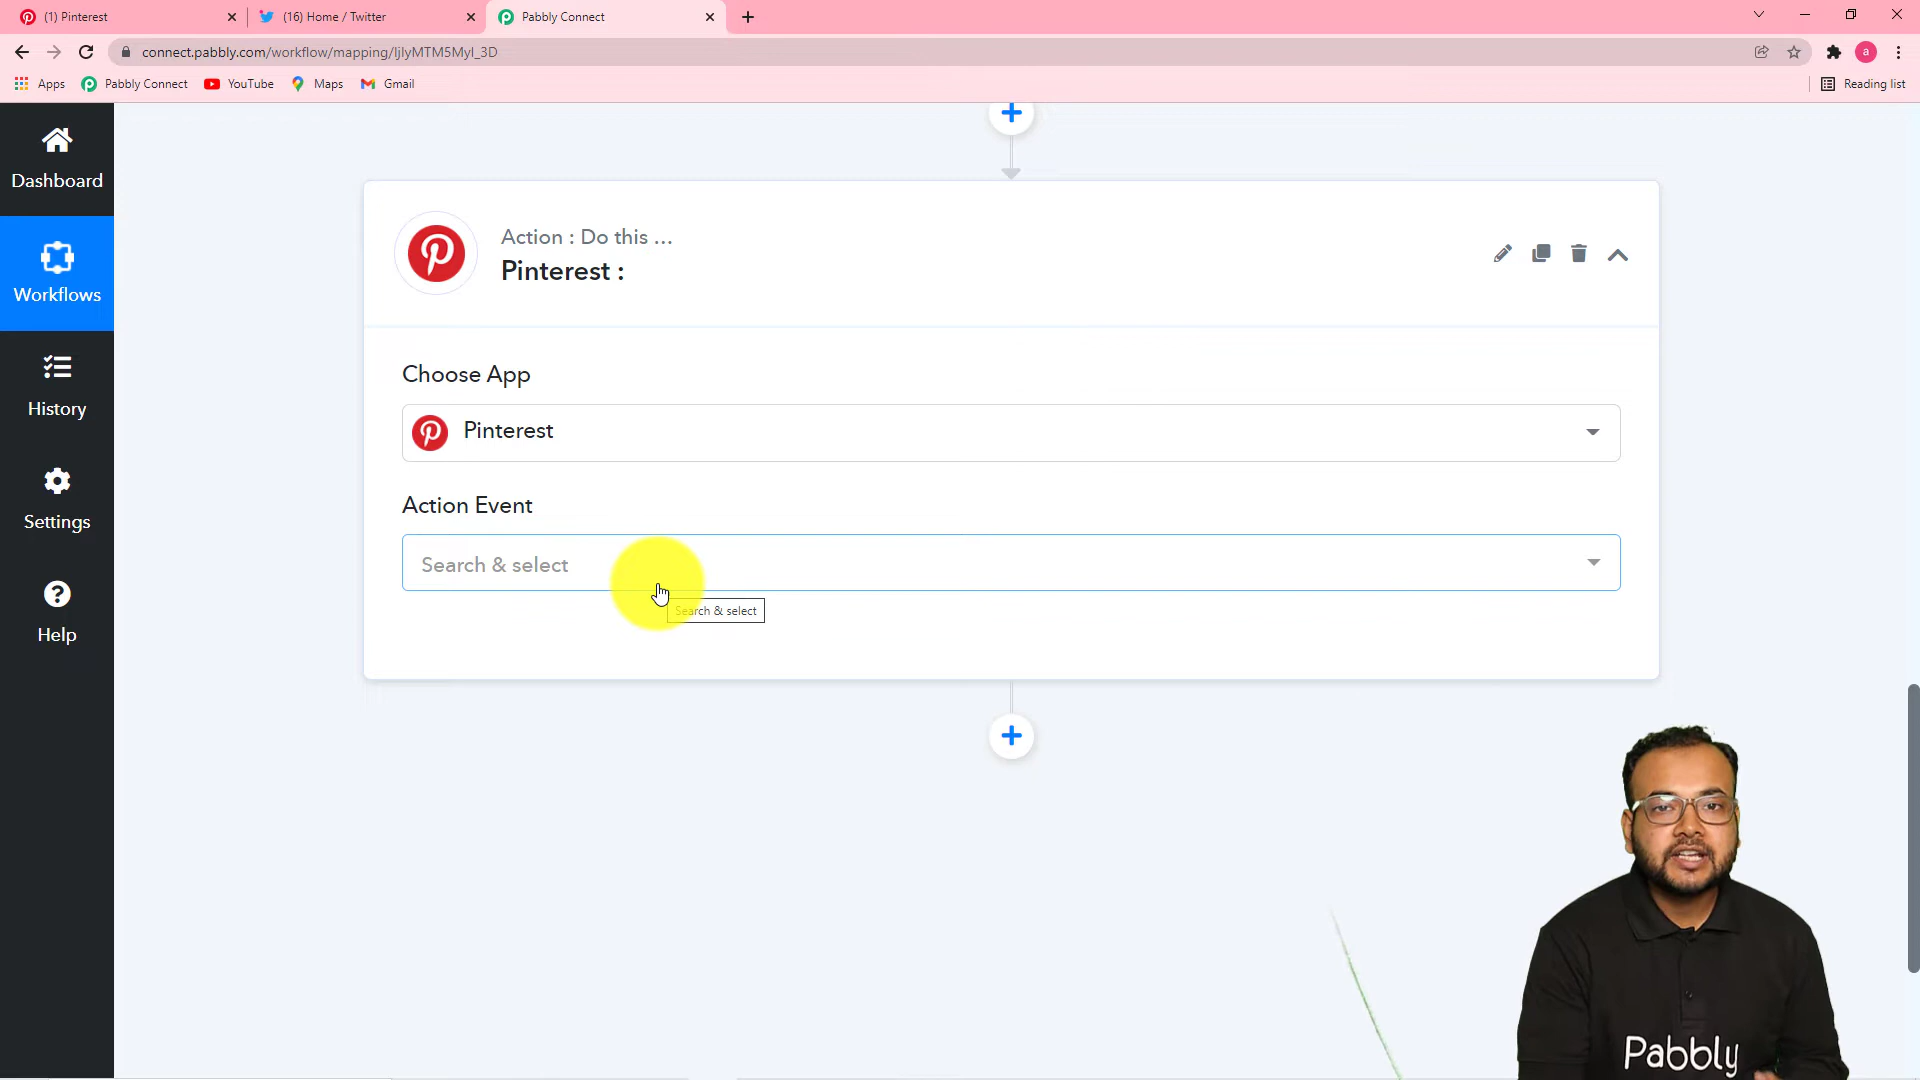 (1) Pinterest
(16) Home / Twitter
Pabbly Connect
connect.pabbly.com/workflow/mapping/IjIyMTM5MyI_3D
Apps
Pabbly Connect
YouTube
Maps
Gmail
Reading list
Dashboard
Workflows
History
Settings
Help
Action : Do this ...
Pinterest :
Choose App
Pinterest
Action Event
Search & select
Search & select
Pabbly